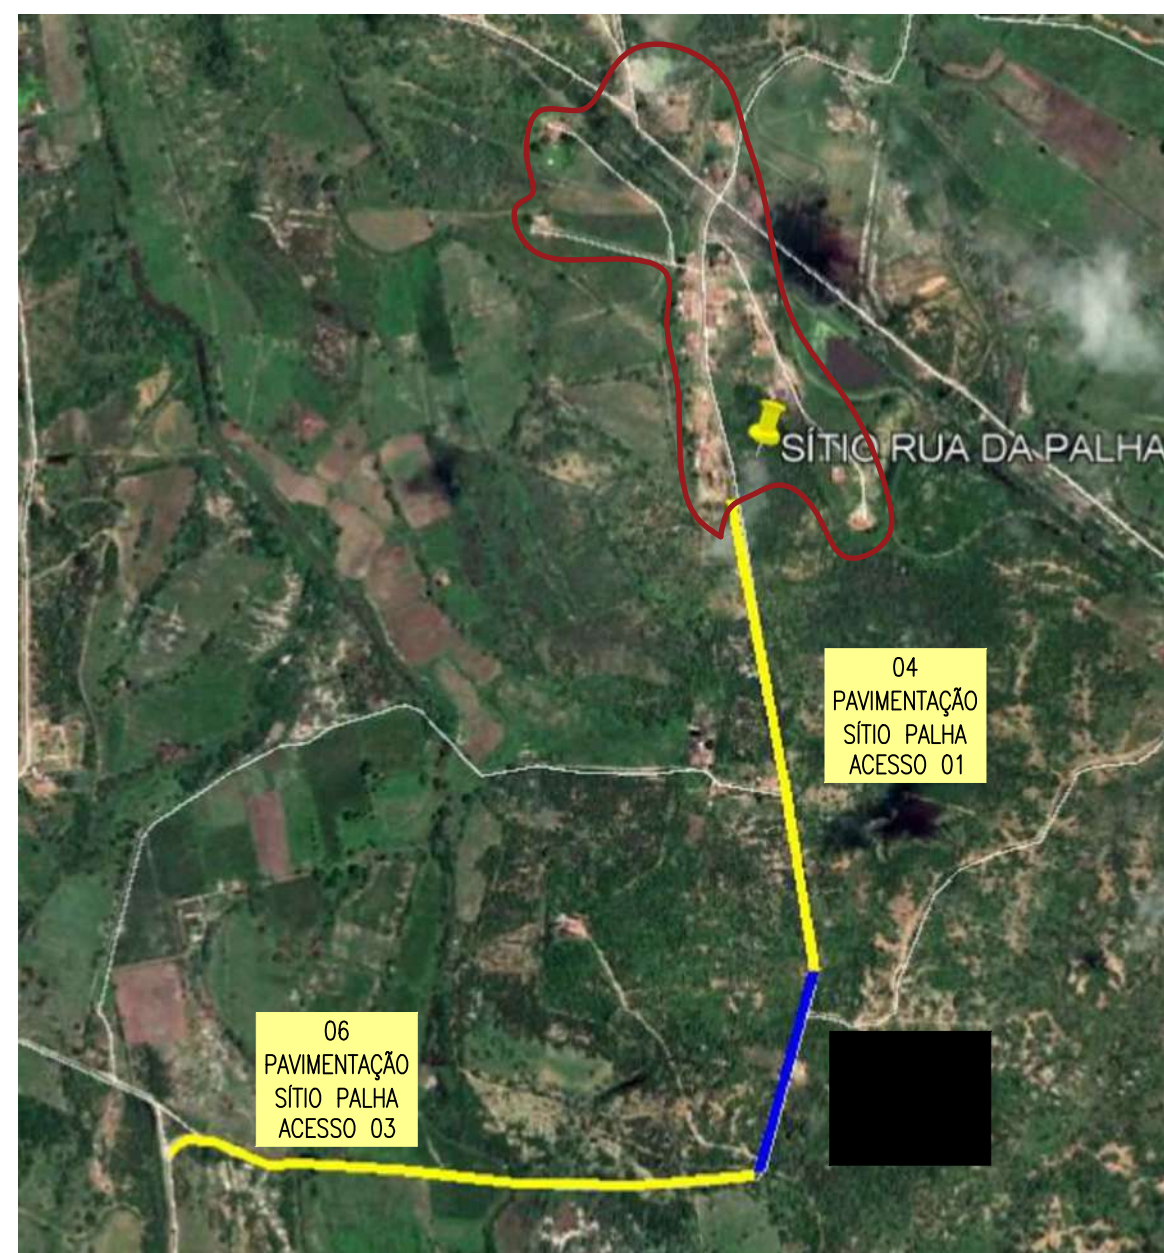 SÍTIO RUA DA PALHA
04
PAVIMENTAÇÃO
SÍTIO PALHA
ACESSO 01
06
PAVIMENTAÇÃO
SÍTIO PALHA
ACESSO 03